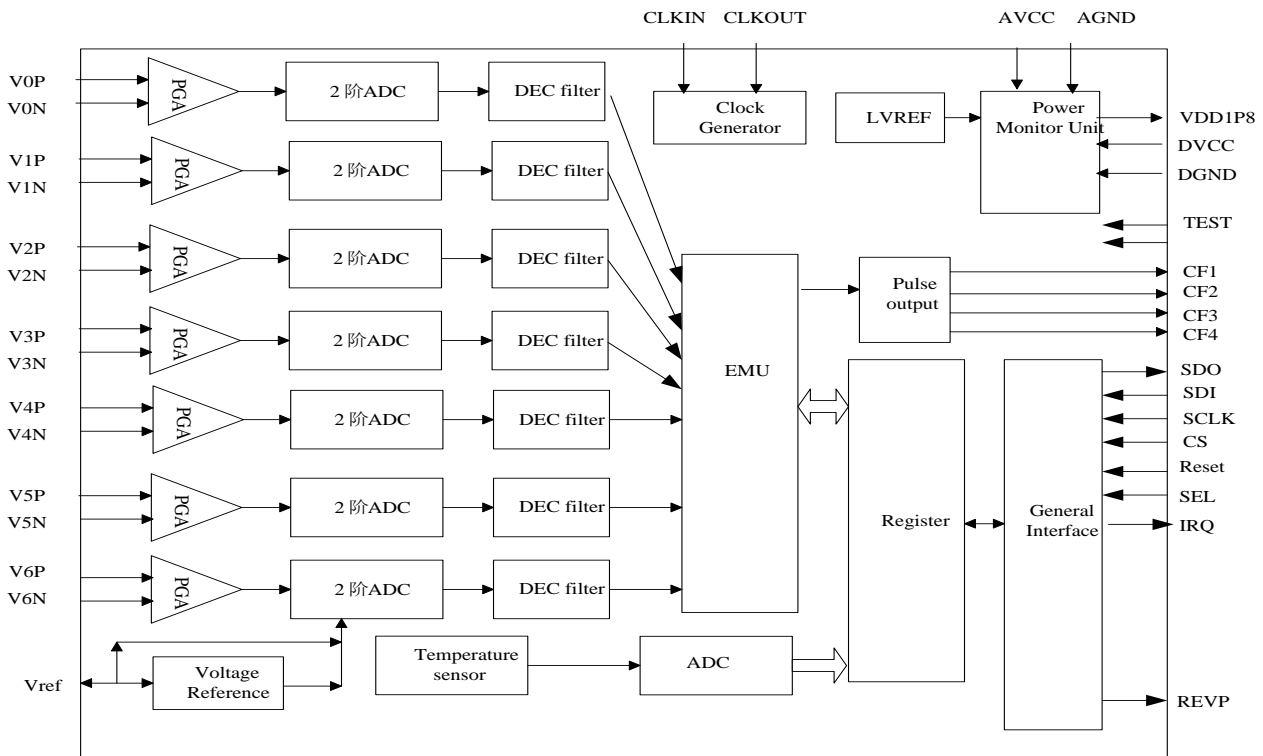 CLKIN
CLKOUT
AVCC
AGND
V0P
V0N
PGA
2 阶ADC
DEC filter
Clock
Generator
LVREF
Power
Monitor Unit
VDD1P8
DVCC
DGND
V1P
V1N
PGA
2 阶ADC
DEC filter
TEST
V2P
V2N
PGA
2 阶ADC
DEC filter
Pulse
output
CF1
CF2
CF3
CF4
V3P
V3N
PGA
2 阶ADC
DEC filter
EMU
SDO
SDI
SCLK
CS
Reset
SEL
IRQ
V4P
V4N
PGA
2 阶ADC
DEC filter
V5P
V5N
PGA
2 阶ADC
DEC filter
Register
General
Interface
V6P
V6N
PGA
2 阶ADC
DEC filter
Vref
Voltage
Reference
Temperature
sensor
ADC
REVP